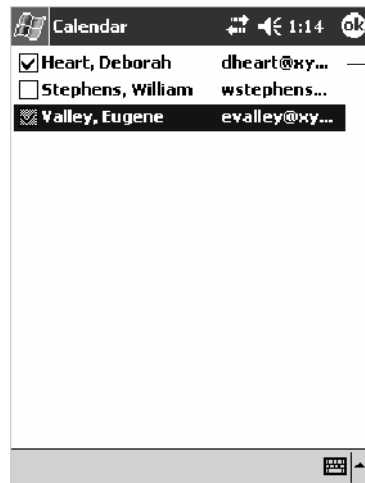 Calendar 1:14 ok
Heart, Deborah dheart@xy...
Stephens, William wstephens...
Valley, Eugene evalley@xy...